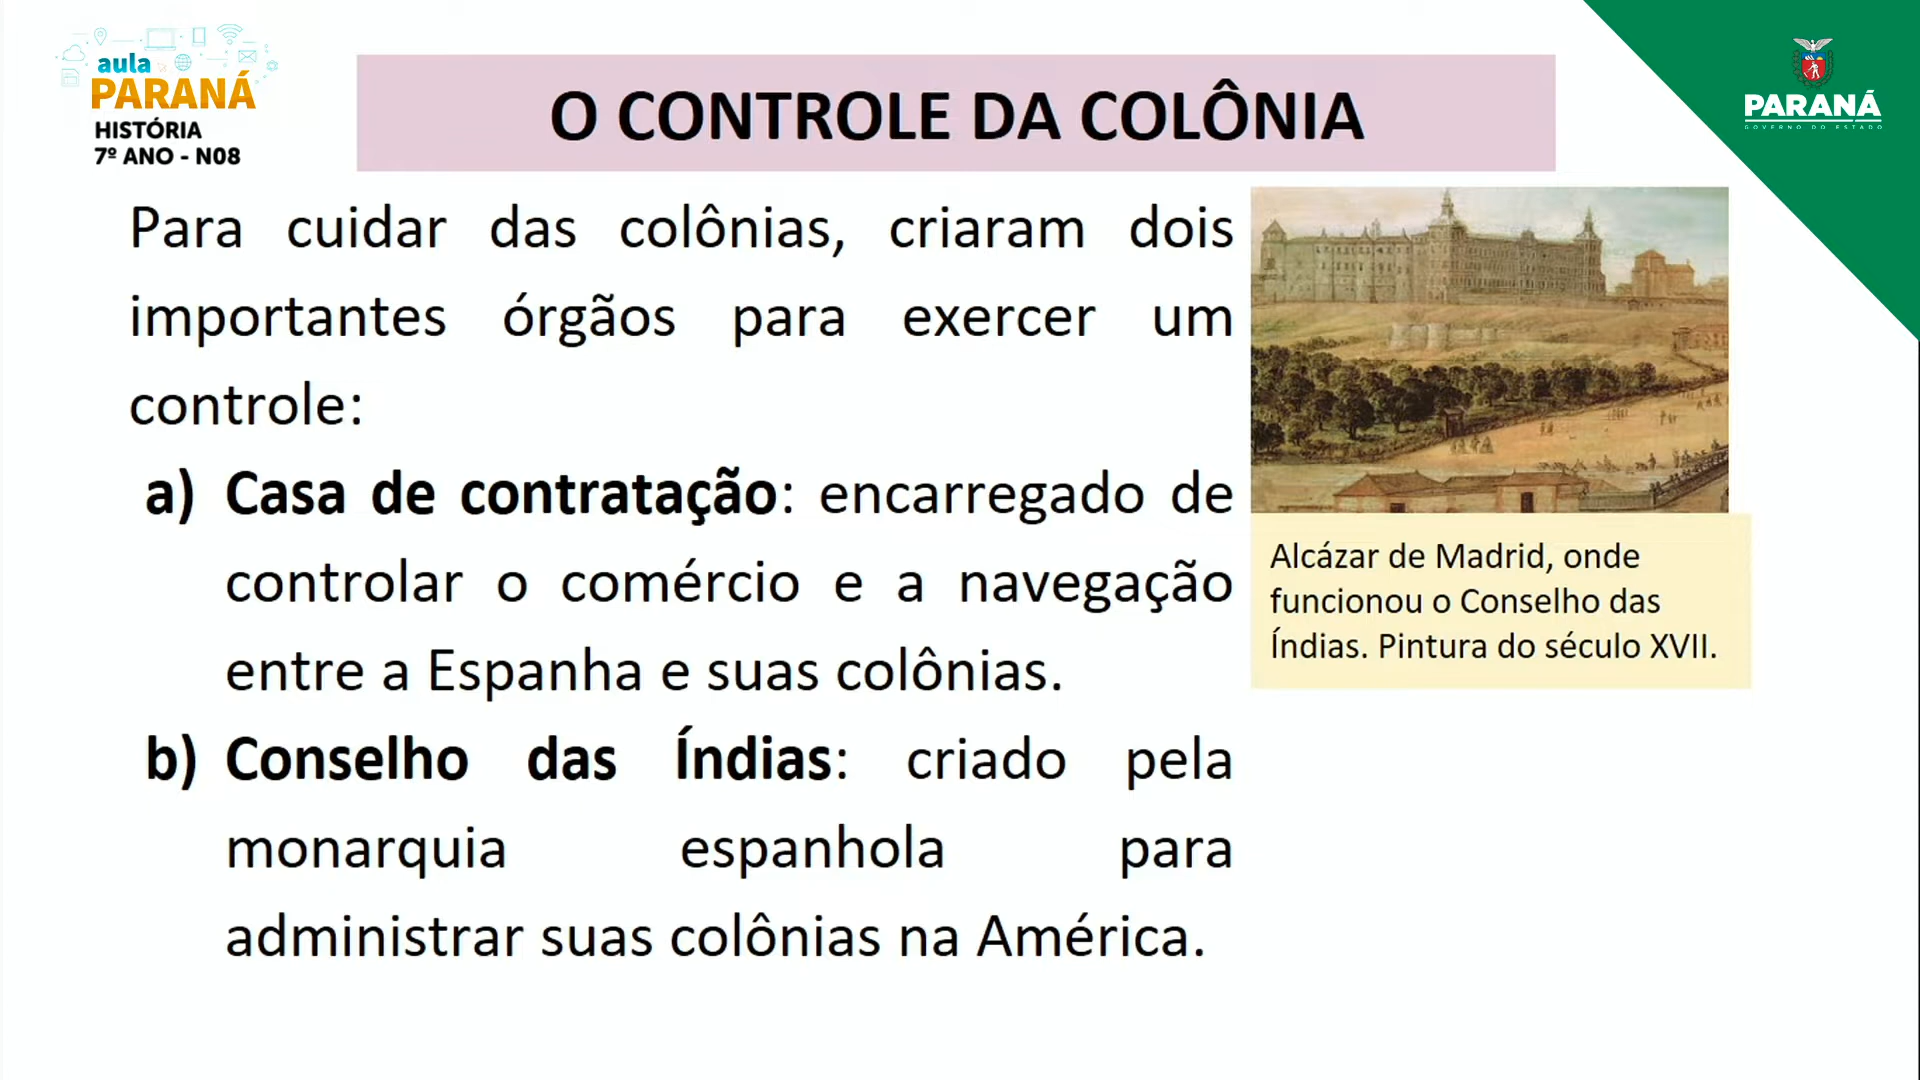 aula
PARANÁ
HISTÓRIA
7º ANO - N08
O CONTROLE DA COLÔNIA
PARANÁ
GOVERNO DO ESTADO
Para cuidar das colônias, criaram dois
importantes órgãos para exercer um
controle:
a) Casa de contratação: encarregado de
controlar o comércio e a navegação
entre a Espanha e suas colônias.
b) Conselho das Índias: criado pela
monarquia espanhola para
administrar suas colônias na América.
Alcázar de Madrid, onde
funcionou o Conselho das
Índias. Pintura do século XVII.